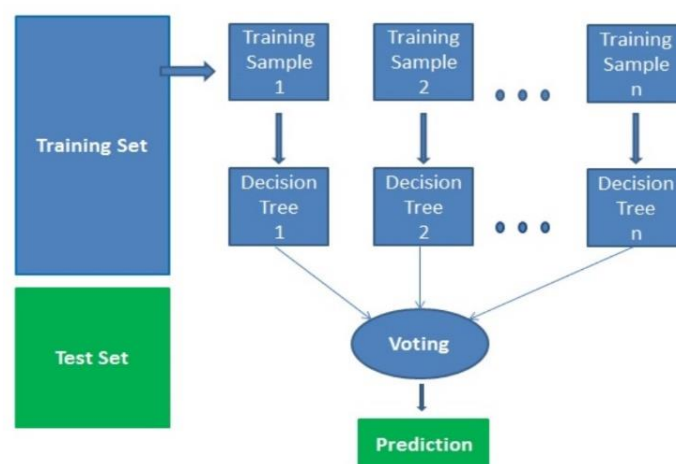 Training Set
Training
Sample
1
Training
Sample
2
Training
Sample
n
Decision
Tree
1
Decision
Tree
2
Decision
Tree
n
Test Set
Voting
Prediction